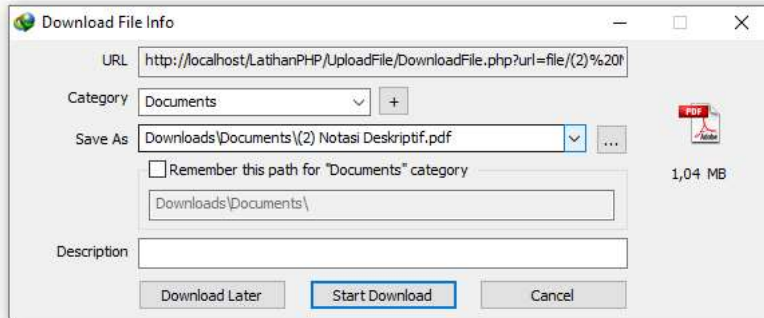 Download File Info
URL http://localhost/LatihanPHP/UploadFile/DownloadFile.php?url=file/(2)%20
Category Documents +
Save As Downloads\Documents\(2) Notasi Deskriptif.pdf ...
PDF
Adobe
Remember this path for "Documents" category
1,04 MB
Downloads\Documents\
Description
Download Later Start Download Cancel